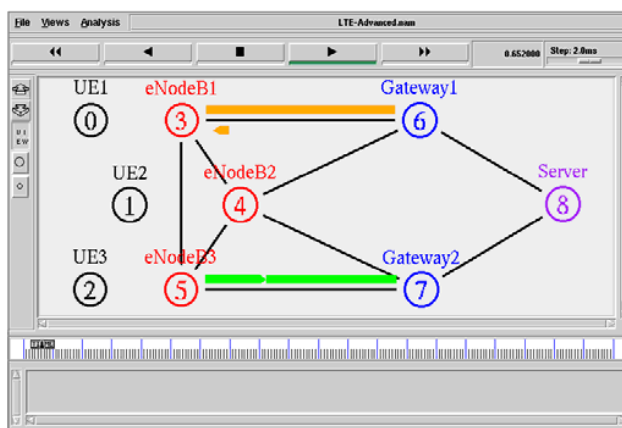 File Views Analysis LTE-Advanced.nam
0.652000 Step: 2.0ms
UE1 eNodeB1 Gateway1
0 3 6
UE2 eNodeB2 Server
1 4 8
UE3 eNodeB3 Gateway2
2 5 7